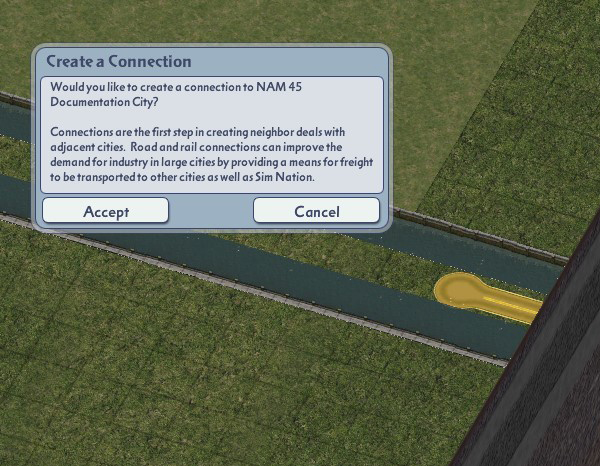 Create a Connection
Would you like to create a connection to NAM 45
Documentation City?
Connections are the first step in creating neighbor deals with
adjacent cities. Road and rail connections can improve the
demand for industry in large cities by providing a means for freight
to be transported to other cities as well as Sim Nation.
Accept
Cancel